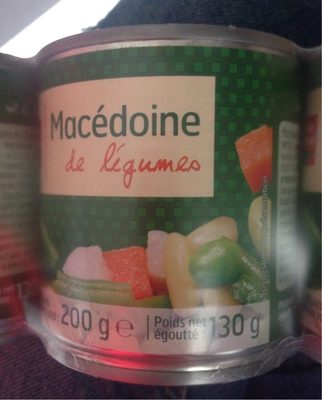 Macédoine
de légumes
200 g e
Poids net
égoutté : 130 g